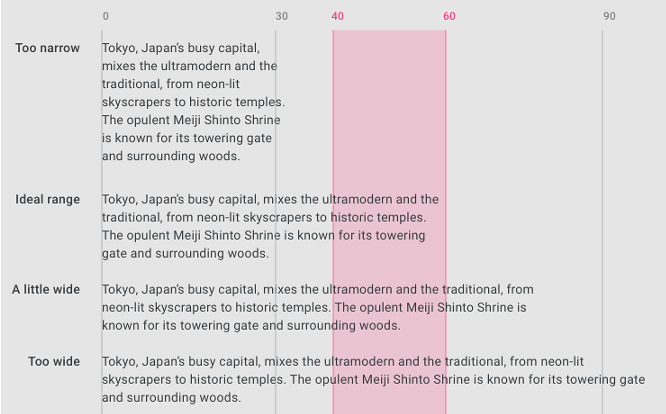 0 30 40 60 90
Too narrow Tokyo, Japan's busy capital,
mixes the ultramodern and the
traditional, from neon-lit
skyscrapers to historic temples.
The opulent Meiji Shinto Shrine
is known for its towering gate
and surrounding woods.
Ideal range Tokyo, Japan's busy capital, mixes the ultramodern and the
traditional, from neon-lit skyscrapers to historic temples.
The opulent Meiji Shinto Shrine is known for its towering
gate and surrounding woods.
A little wide Tokyo, Japan's busy capital, mixes the ultramodern and the traditional, from
neon-lit skyscrapers to historic temples. The opulent Meiji Shinto Shrine is
known for its towering gate and surrounding woods.
Too wide Tokyo, Japan's busy capital, mixes the ultramodern and the traditional, from neon-lit
skyscrapers to historic temples. The opulent Meiji Shinto Shrine is known for its towering gate
and surrounding woods.